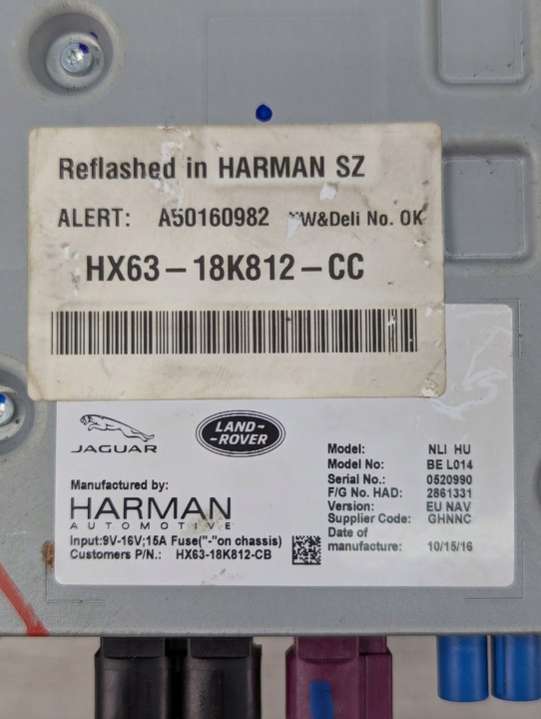 Reflashed in HARMAN SZ
ALERT: A50160982 W&Deli No. OK
HX63-18K812-CC
JAGUAR
LAND-
-ROVER
Manufactured by:
HARMAN
AUTOMOTIVE
Input:9V-16V;15A Fuse("-"on chassis)
Customers P/N.: HX63-18K812-CB
Model: NLI HU
Model No: BE L014
Serial No.: 0520990
F/G No. HAD: 2861331
Version: EU NAV
Supplier Code: GHNNC
Date of
manufacture: 10/15/16